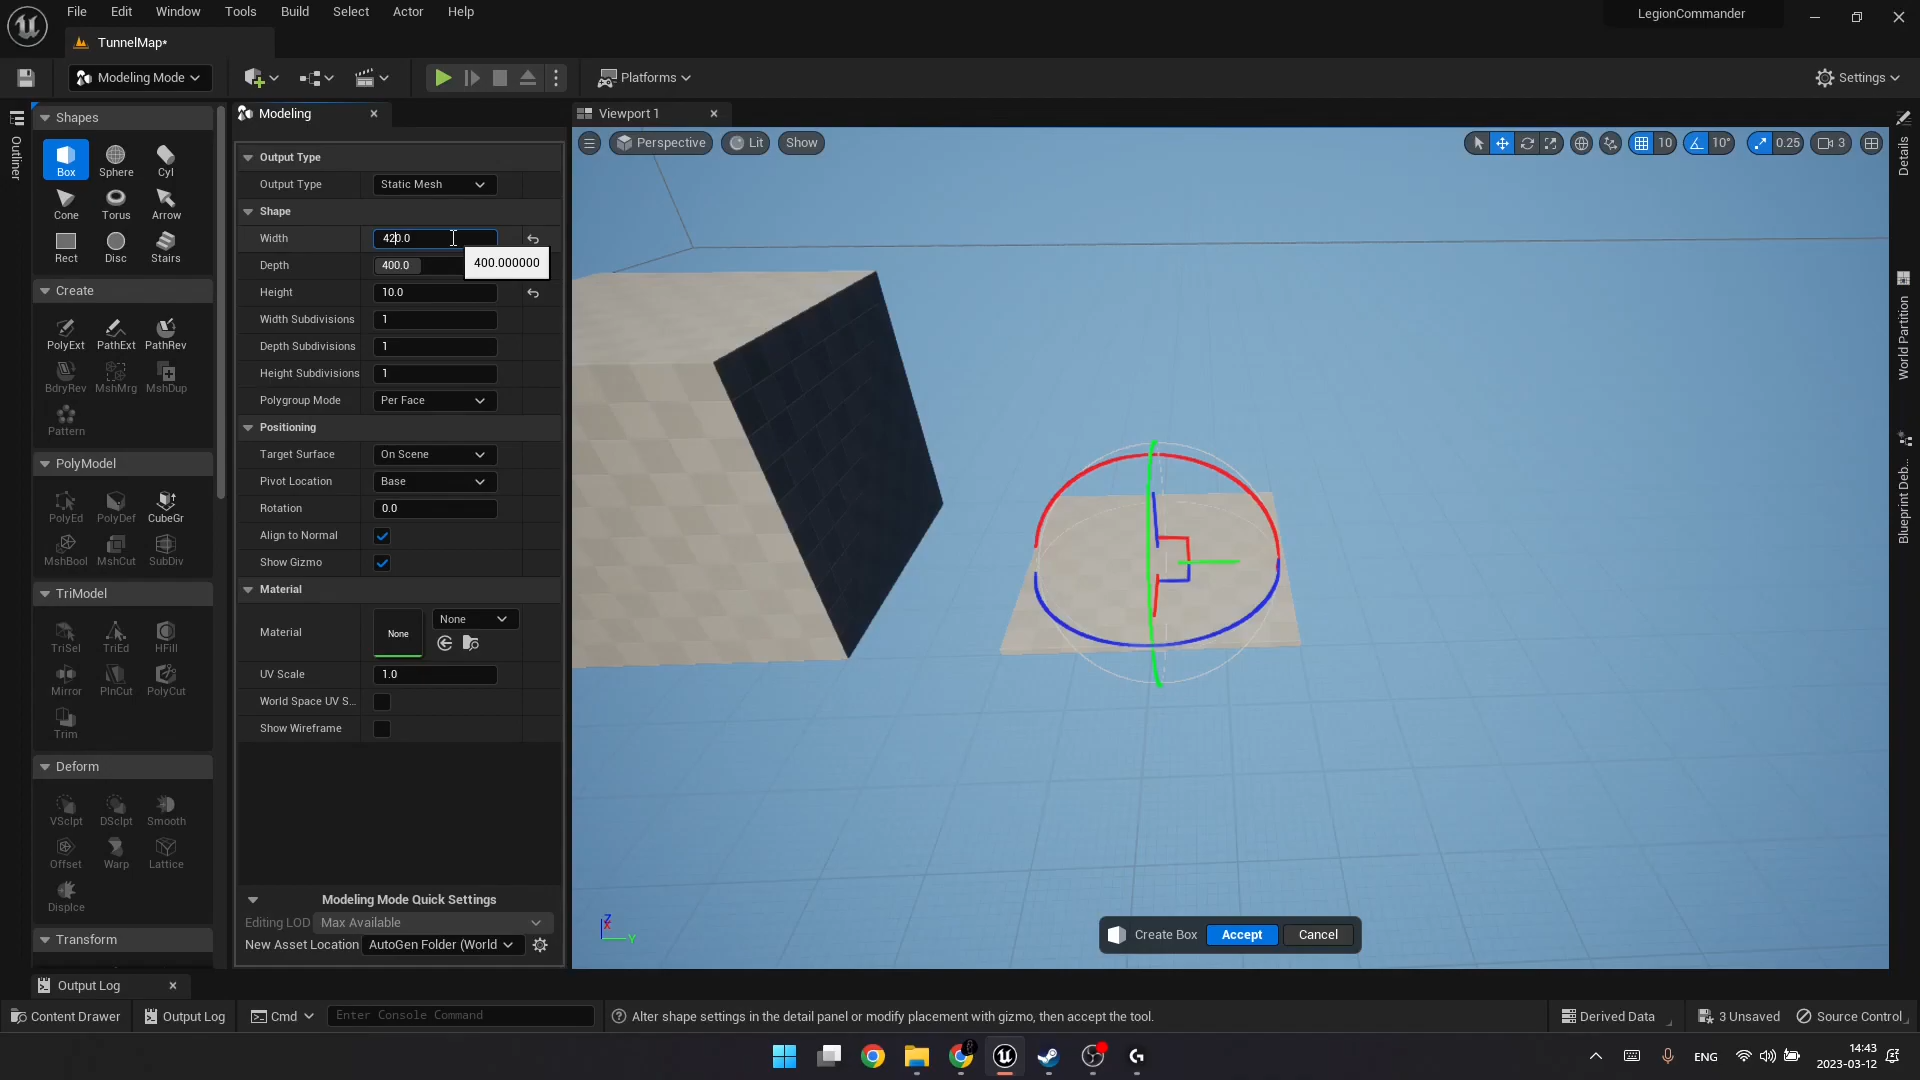 File Edit Window Tools Build Select Actor Help
LegionCommander
TunnelMap*
Modeling Mode
Platforms
Settings
Shapes
Modeling
Viewport 1
Outliner
Box Sphere Cyl
Cone Torus Arrow
Rect Disc Stairs
Create
PolyExt PathExt PathRev
BdryRev MshMrg MshDup
Pattern
PolyModel
PolyEd PolyDef CubeGr
MshBool MshCut SubDiv
TriModel
TriSel TriEd HFill
Mirror PlnCut PolyCut
Trim
Deform
VSclpt DSclpt Smooth
Offset Warp Lattice
Displce
Transform
Output Type
Output Type Static Mesh
Shape
Width 420.0
400.000000
Depth 400.0
Height 10.0
Width Subdivisions 1
Depth Subdivisions 1
Height Subdivisions 1
Polygroup Mode Per Face
Positioning
Target Surface On Scene
Pivot Location Base
Rotation 0.0
Align to Normal
Show Gizmo
Material
Material None None
UV Scale 1.0
World Space UV S...
Show Wireframe
Modeling Mode Quick Settings
Editing LOD Max Available
New Asset Location AutoGen Folder (World
Perspective Lit Show
10 10° 0.25 3
Z
X
Y
Create Box Accept Cancel
Details
World Partition
Blueprint Deb...
Output Log
Content Drawer Output Log Cmd Enter Console Command Alter shape settings in the detail panel or modify placement with gizmo, then accept the tool. Derived Data 3 Unsaved Source Control
ENG
14:43
2023-03-12